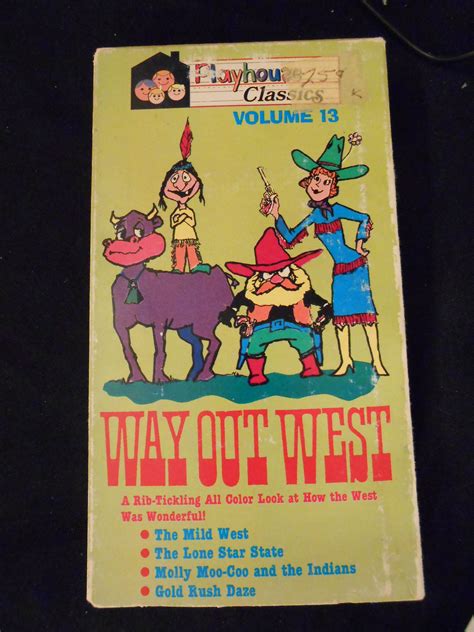 Playhou
Classics
VOLUME 13
WAY OUT WEST
A Rib-Tickling All Color Look at How the West
Was Wonderful!
• The Mild West
• The Lone Star State
• Molly Moo-Coo and the Indians
• Gold Rush Daze